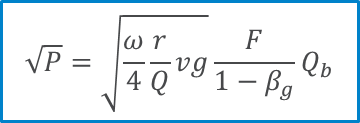 √P = √(ω/4 r/Q vg) F/(1 − β_g) Q_b